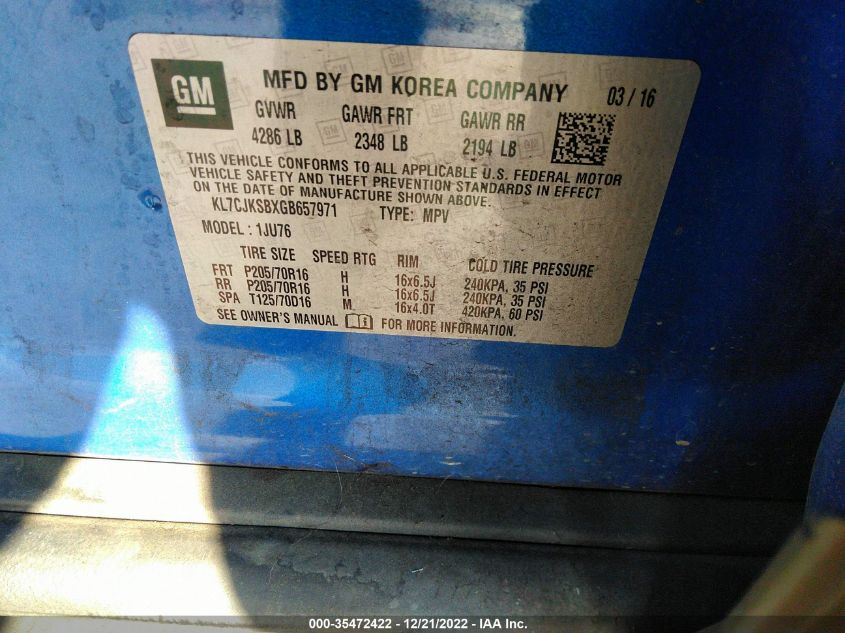 GM
MFD BY GM KOREA COMPANY 03 / 16
GVWR GAWR FRT GAWR RR
4286 LB 2348 LB 2194 LB
THIS VEHICLE CONFORMS TO ALL APPLICABLE U.S. FEDERAL MOTOR
VEHICLE SAFETY AND THEFT PREVENTION STANDARDS IN EFFECT
ON THE DATE OF MANUFACTURE SHOWN ABOVE.
KL7CJKSBXGB657971 TYPE: MPV
MODEL : 1JU76
TIRE SIZE SPEED RTG RIM COLD TIRE PRESSURE
FRT P205/70R16 H 16x6.5J 240KPA, 35 PSI
RR P205/70R16 H 16x6.5J 240KPA, 35 PSI
SPA T125/70D16 M 16x4.0T 420KPA, 60 PSI
SEE OWNER'S MANUAL FOR MORE INFORMATION.
000-35472422 - 12/21/2022 - IAA Inc.